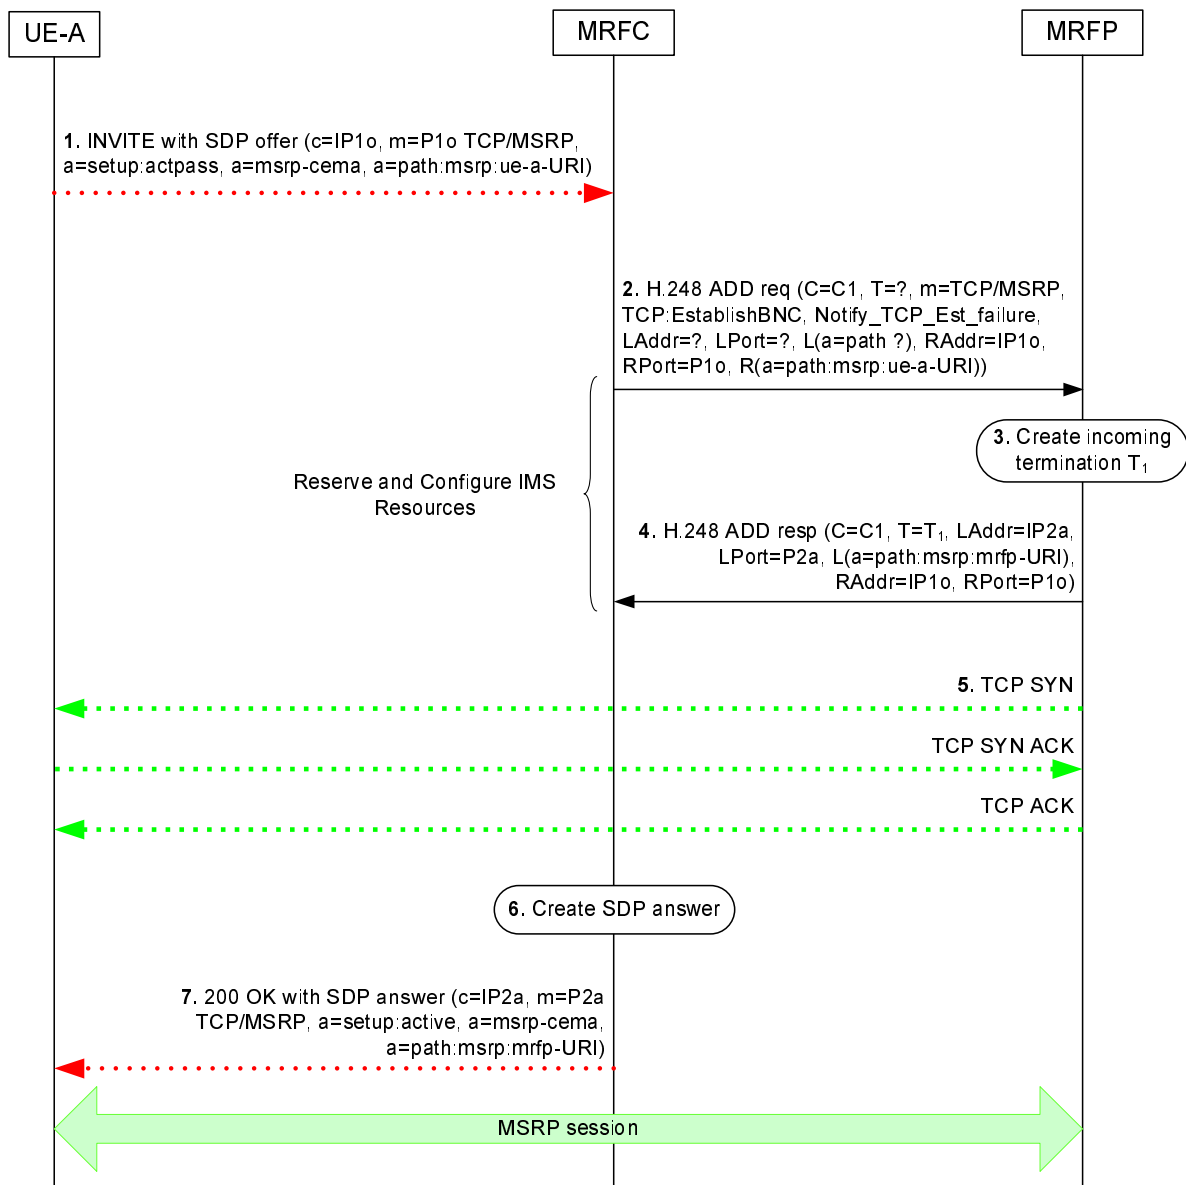 UE-A
MRFC
MRFP
1. INVITE with SDP offer (c=IP1o, m=P1o TCP/MSRP,
a=setup:actpass, a=msrp-cema, a=path:msrp:ue-a-URI)
2. H.248 ADD req (C=C1, T=?, m=TCP/MSRP,
TCP:EstablishBNC, Notify_TCP_Est_failure,
LAddr=?, LPort=?, L(a=path ?), RAddr=IP1o,
RPort=P1o, R(a=path:msrp:ue-a-URI))
3. Create incoming
termination T₁
Reserve and Configure IMS
Resources
4. H.248 ADD resp (C=C1, T=T₁, LAddr=IP2a,
LPort=P2a, L(a=path:msrp:mrfp-URI),
RAddr=IP1o, RPort=P1o)
5. TCP SYN
TCP SYN ACK
TCP ACK
6. Create SDP answer
7. 200 OK with SDP answer (c=IP2a, m=P2a
TCP/MSRP, a=setup:active, a=msrp-cema,
a=path:msrp:mrfp-URI)
MSRP session